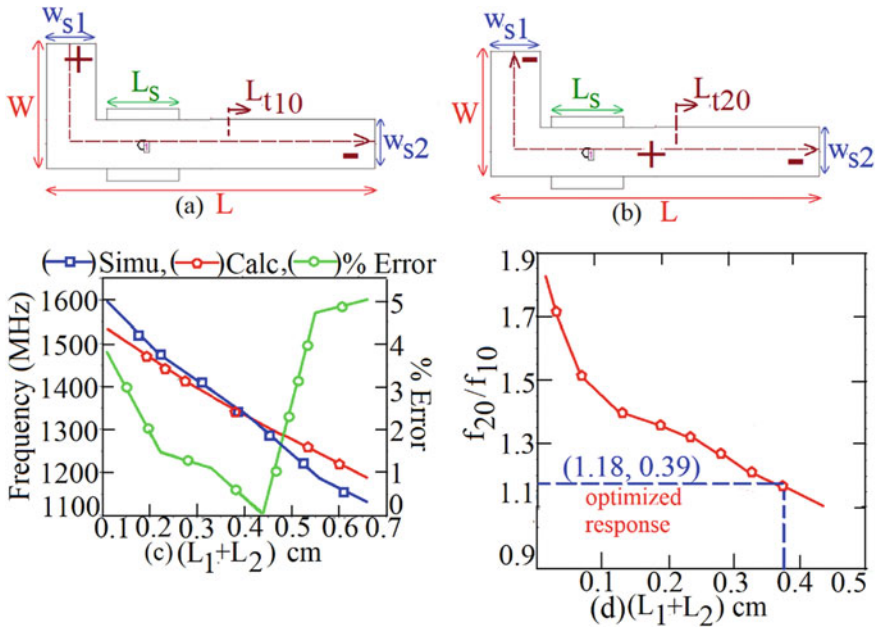 Ws1
Ls
Lt10
W
Ws2
+
-
(a)
L
Ws1
Ls
Lt20
W
Ws2
-
+
-
(b)
L
( )Simu, ( )Calc, ( )% Error
Frequency (MHz)
1600
1500
1400
1300
1200
1100
5
4
3
2
1
0
% Error
0.1 0.2 0.3 0.4 0.5 0.6 0.7
(c)(L1+L2) cm
f20/f10
1.9
1.7
1.5
1.3
1.1
0.9
(1.18, 0.39)
optimized
response
0.1 0.2 0.3 0.4 0.5
(d)(L1+L2) cm